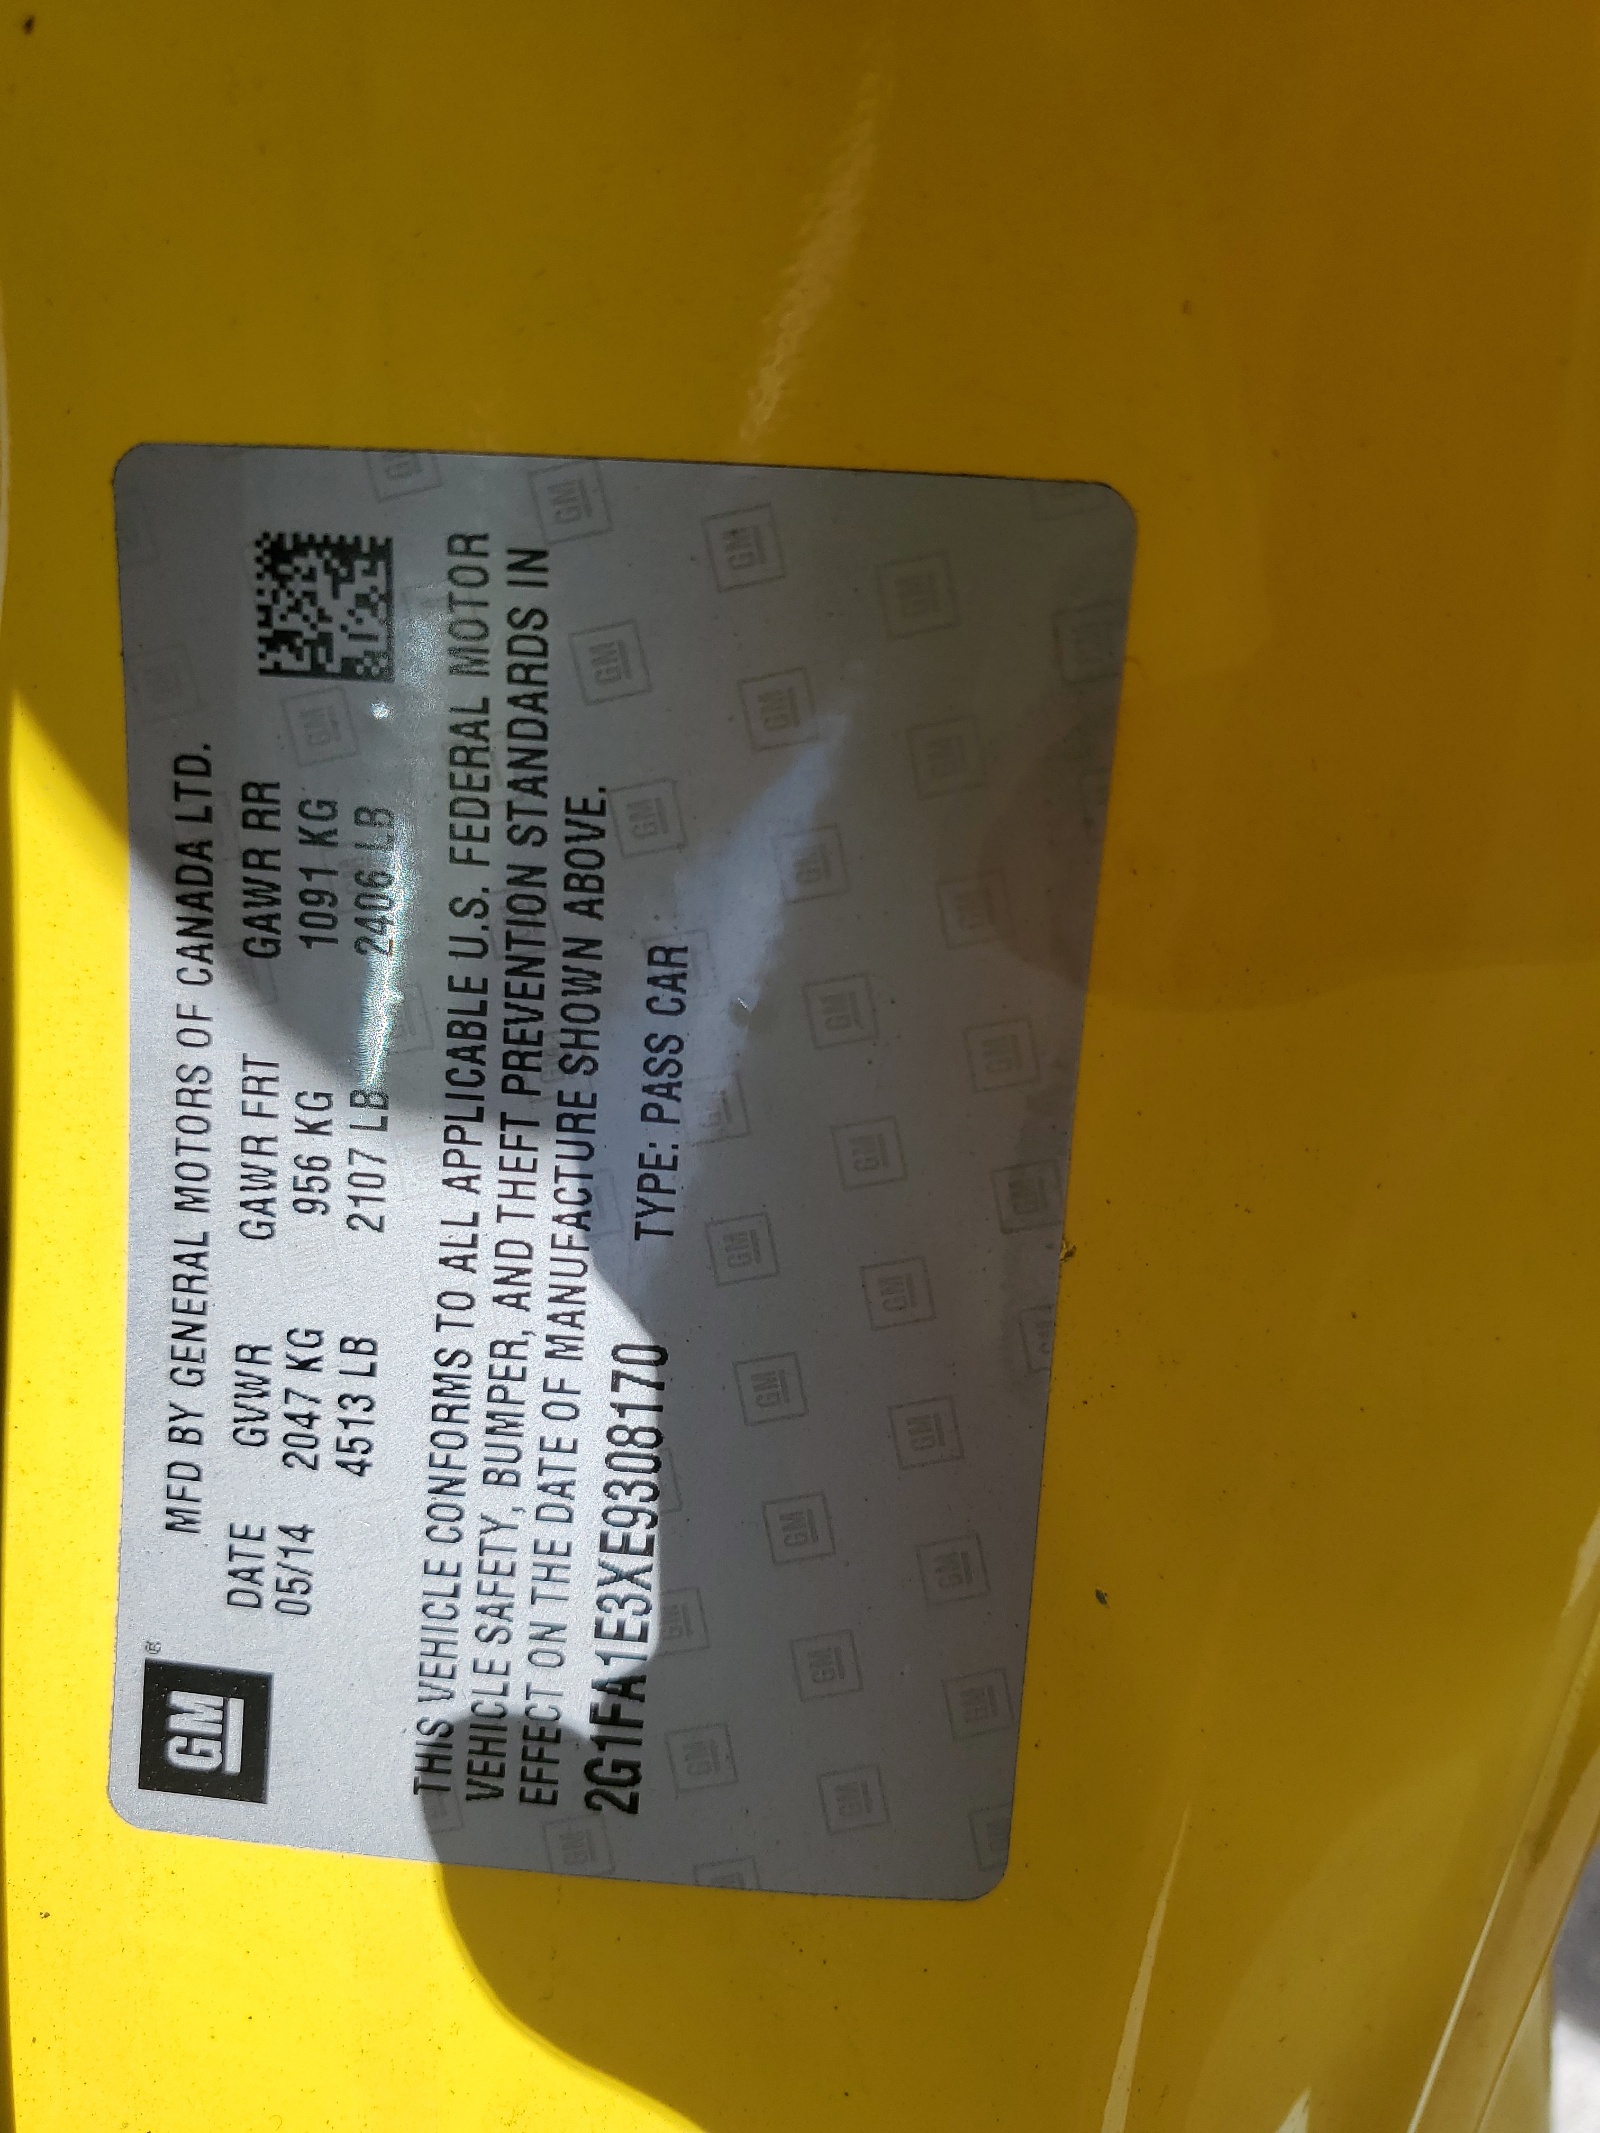 GM®
MFD BY GENERAL MOTORS OF CANADA LTD.
DATE GVWR GAWR FRT GAWR RR
05/14 2047 KG 956 KG 1091 KG
4513 LB 2107 LB 2406 LB
THIS VEHICLE CONFORMS TO ALL APPLICABLE U.S. FEDERAL MOTOR
VEHICLE SAFETY, BUMPER, AND THEFT PREVENTION STANDARDS IN
EFFECT ON THE DATE OF MANUFACTURE SHOWN ABOVE.
2G1FA1E3XE9308170 TYPE: PASS CAR